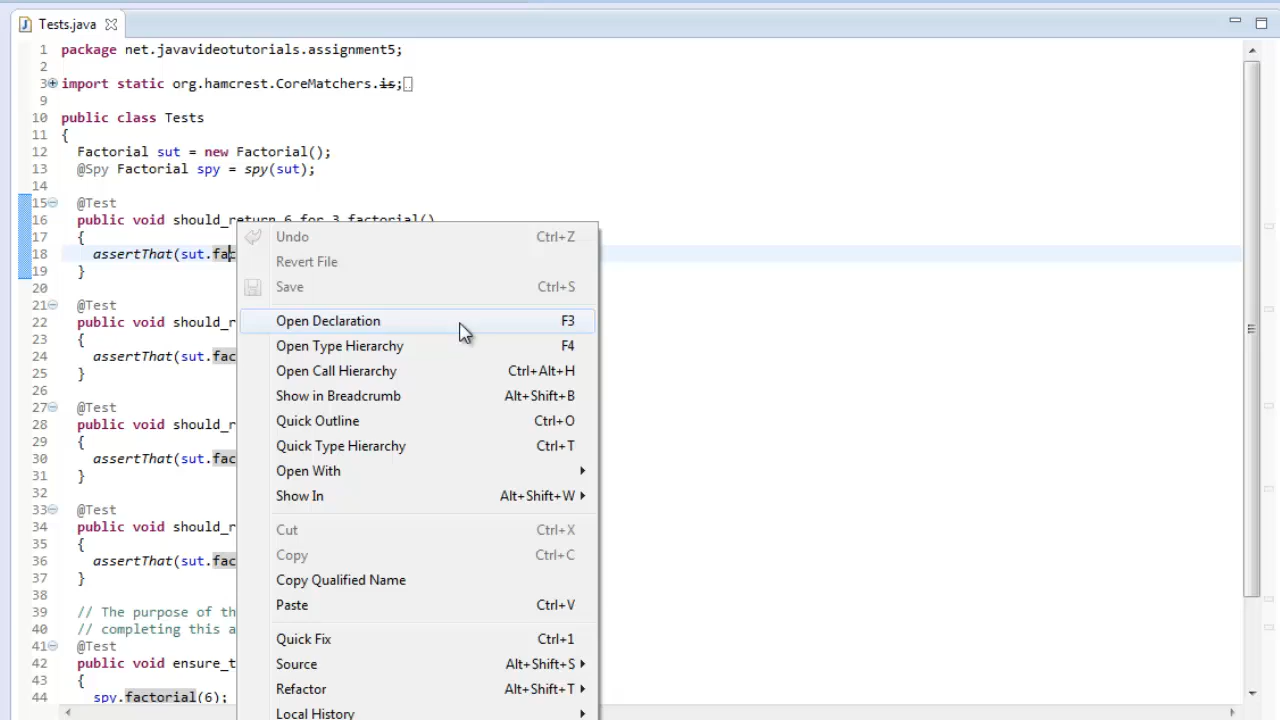 Tests.java
1 package net.javavideotutorials.assignment5;
2
3 import static org.hamcrest.CoreMatchers.is;
9
10 public class Tests
11 {
12 Factorial sut = new Factorial();
13 @Spy Factorial spy = spy(sut);
14
15 @Test
16 public void should_return_6_for_3_factorial()
17 {
18 assertThat(sut.fac
19 }
20
21 @Test
22 public void should_r
23 {
24 assertThat(sut.fac
25 }
26
27 @Test
28 public void should_r
29 {
30 assertThat(sut.fac
31 }
32
33 @Test
34 public void should_r
35 {
36 assertThat(sut.fac
37 }
38
39 // The purpose of th
40 // completing this a
41 @Test
42 public void ensure_t
43 {
44 spy.factorial(6);
Undo Ctrl+Z
Revert File
Save Ctrl+S
Open Declaration F3
Open Type Hierarchy F4
Open Call Hierarchy Ctrl+Alt+H
Show in Breadcrumb Alt+Shift+B
Quick Outline Ctrl+O
Quick Type Hierarchy Ctrl+T
Open With
Show In Alt+Shift+W
Cut Ctrl+X
Copy Ctrl+C
Copy Qualified Name
Paste Ctrl+V
Quick Fix Ctrl+1
Source Alt+Shift+S
Refactor Alt+Shift+T
Local History